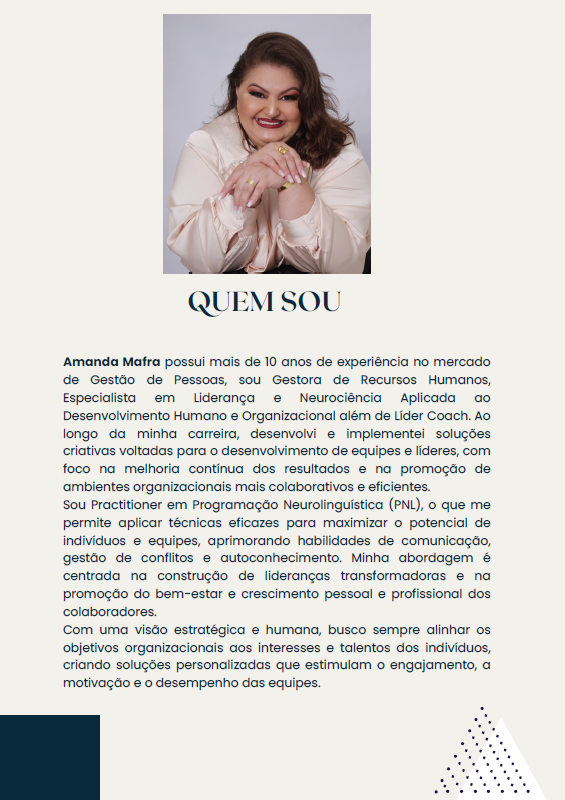 QUEM SOU
Amanda Mafra possui mais de 10 anos de experiência no mercado
de Gestão de Pessoas, sou Gestora de Recursos Humanos,
Especialista em Liderança e Neurociência Aplicada ao
Desenvolvimento Humano e Organizacional além de Líder Coach. Ao
longo da minha carreira, desenvolvi e implementei soluções
criativas voltadas para o desenvolvimento de equipes e líderes, com
foco na melhoria contínua dos resultados e na promoção de
ambientes organizacionais mais colaborativos e eficientes.
Sou Practitioner em Programação Neurolinguística (PNL), o que me
permite aplicar técnicas eficazes para maximizar o potencial de
indivíduos e equipes, aprimorando habilidades de comunicação,
gestão de conflitos e autoconhecimento. Minha abordagem é
centrada na construção de lideranças transformadoras e na
promoção do bem-estar e crescimento pessoal e profissional dos
colaboradores.
Com uma visão estratégica e humana, busco sempre alinhar os
objetivos organizacionais aos interesses e talentos dos indivíduos,
criando soluções personalizadas que estimulam o engajamento, a
motivação e o desempenho das equipes.